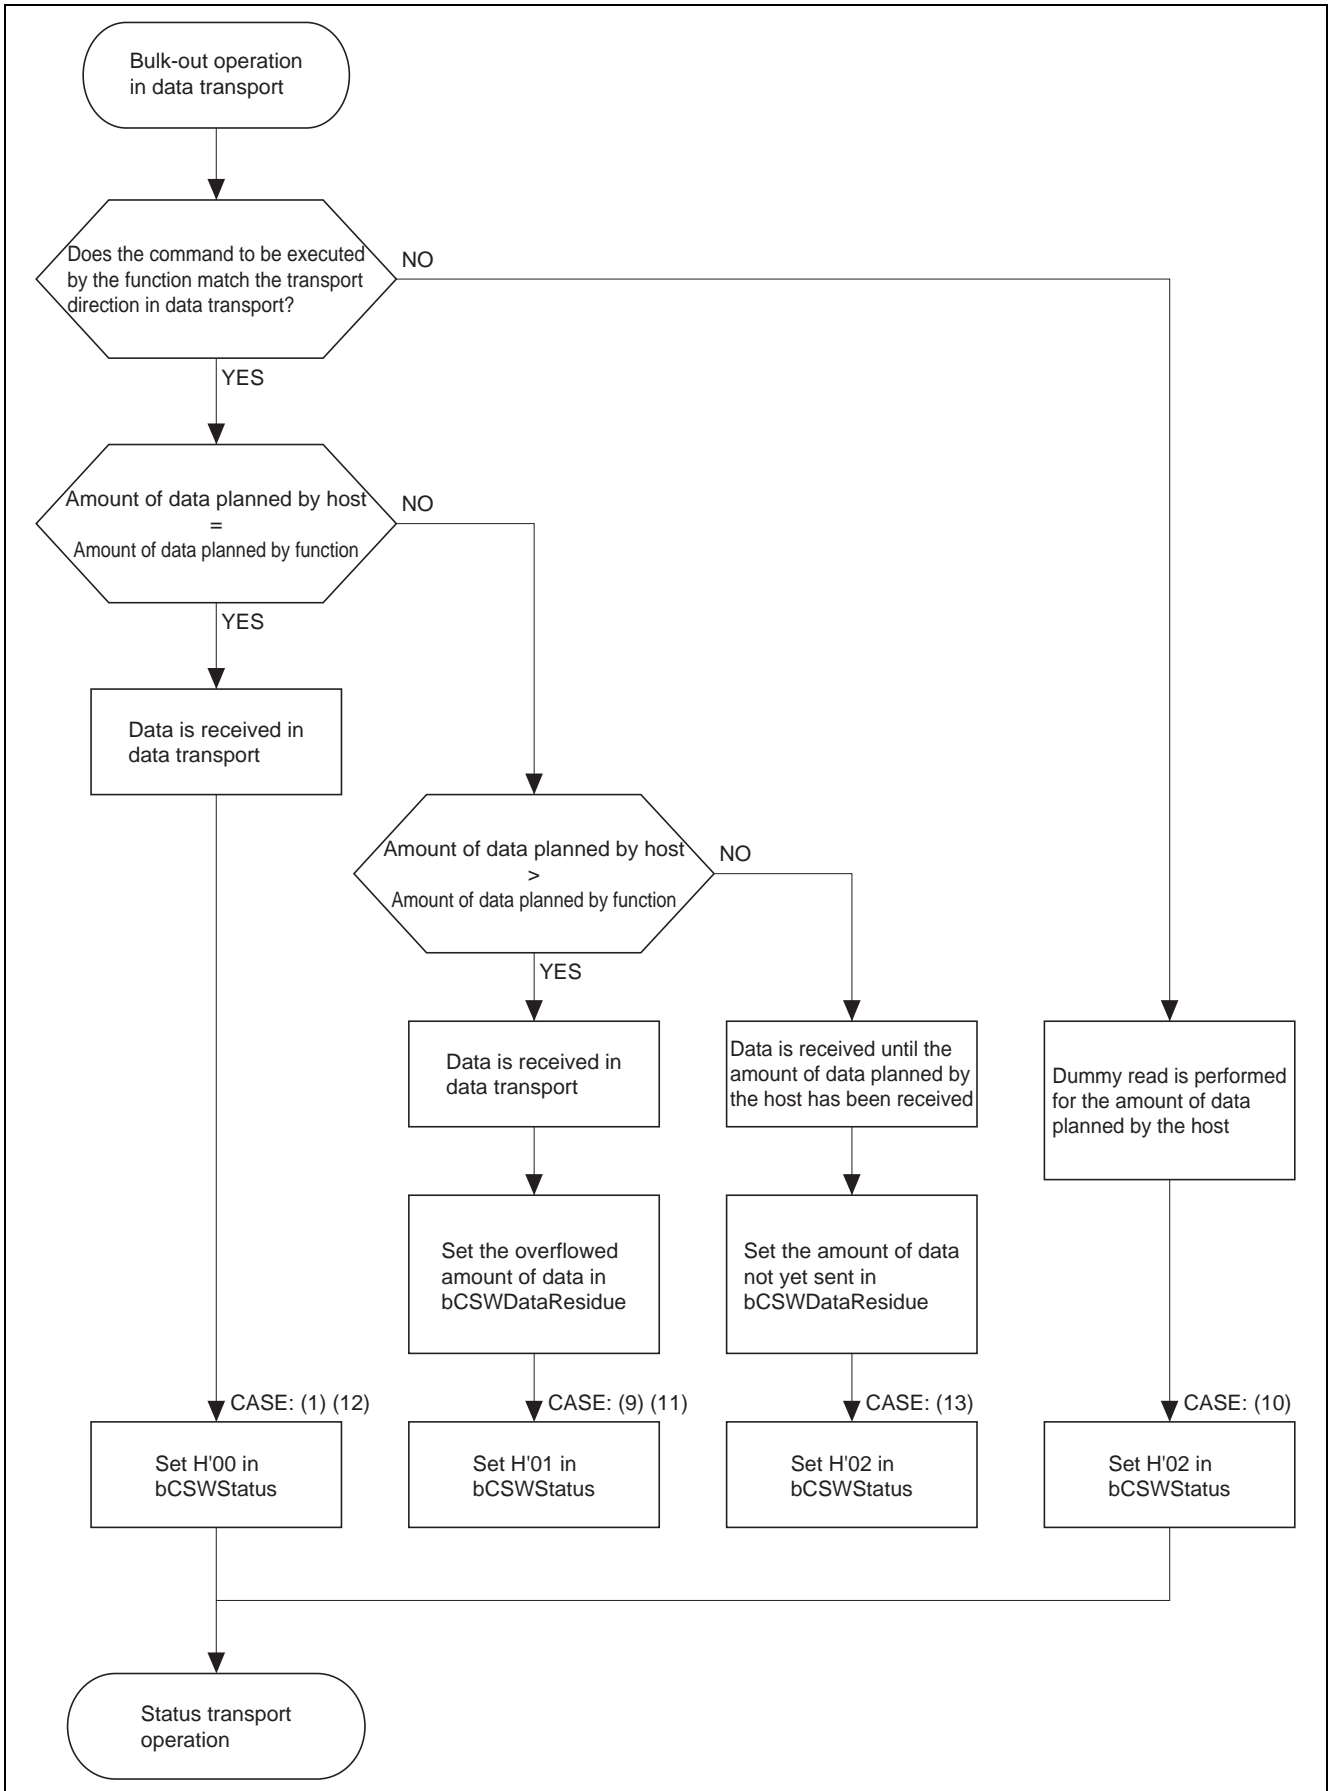 Bulk-out operation
in data transport
Does the command to be executed
by the function match the transport
direction in data transport?
NO
YES
Amount of data planned by host
=
Amount of data planned by function
NO
YES
Data is received in
data transport
Amount of data planned by host
>
Amount of data planned by function
NO
YES
Data is received in
data transport
Data is received until the
amount of data planned by
the host has been received
Dummy read is performed
for the amount of data
planned by the host
Set the overflowed
amount of data in
bCSWDataResidue
Set the amount of data
not yet sent in
bCSWDataResidue
CASE: (1) (12)
CASE: (9) (11)
CASE: (13)
CASE: (10)
Set H'00 in
bCSWStatus
Set H'01 in
bCSWStatus
Set H'02 in
bCSWStatus
Set H'02 in
bCSWStatus
Status transport
operation